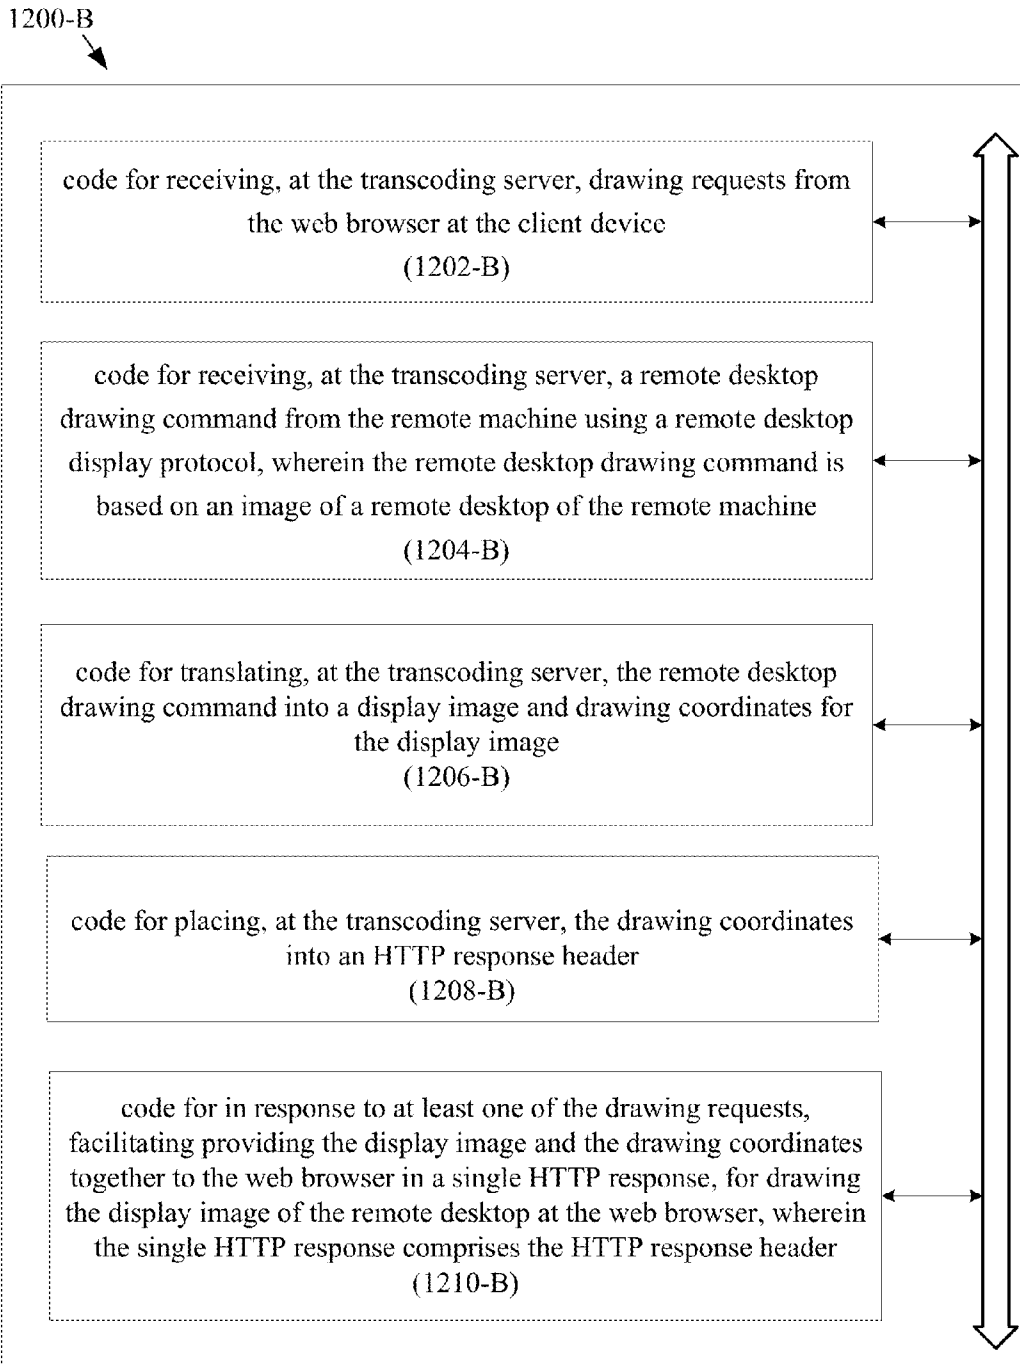 1200-B
code for receiving, at the transcoding server, drawing requests from
the web browser at the client device
(1202-B)
code for receiving, at the transcoding server, a remote desktop
drawing command from the remote machine using a remote desktop
display protocol, wherein the remote desktop drawing command is
based on an image of a remote desktop of the remote machine
(1204-B)
code for translating, at the transcoding server, the remote desktop
drawing command into a display image and drawing coordinates for
the display image
(1206-B)
code for placing, at the transcoding server, the drawing coordinates
into an HTTP response header
(1208-B)
code for in response to at least one of the drawing requests,
facilitating providing the display image and the drawing coordinates
together to the web browser in a single HTTP response, for drawing
the display image of the remote desktop at the web browser, wherein
the single HTTP response comprises the HTTP response header
(1210-B)